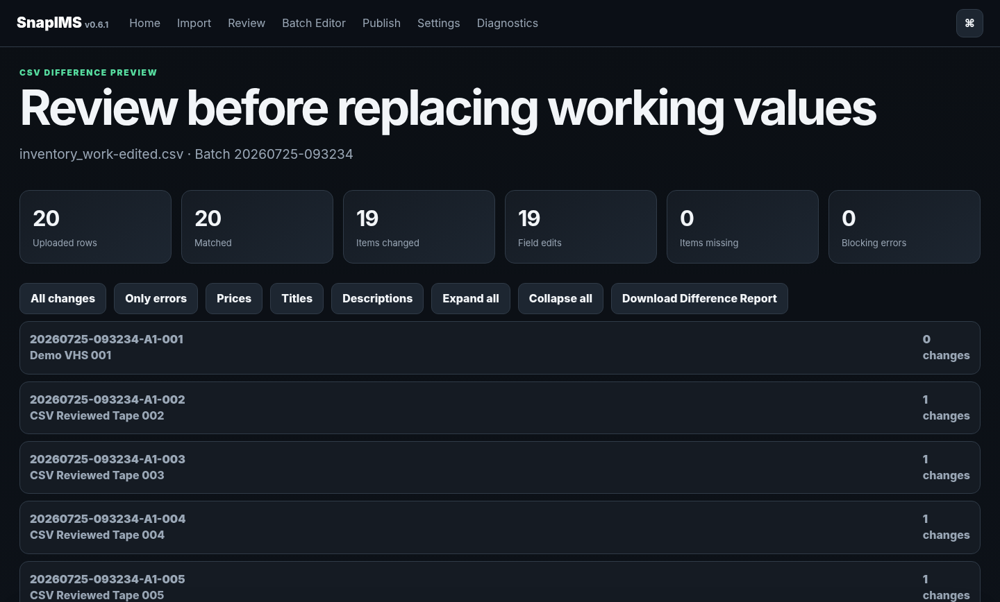 SnapIMS v0.6.1 Home Import Review Batch Editor Publish Settings Diagnostics ⌘
CSV DIFFERENCE PREVIEW
Review before replacing working values
inventory_work-edited.csv · Batch 20260725-093234
20 20 19 19 0 0
Uploaded rows Matched Items changed Field edits Items missing Blocking errors
All changes Only errors Prices Titles Descriptions Expand all Collapse all Download Difference Report
20260725-093234-A1-001 0
Demo VHS 001 changes
20260725-093234-A1-002 1
CSV Reviewed Tape 002 changes
20260725-093234-A1-003 1
CSV Reviewed Tape 003 changes
20260725-093234-A1-004 1
CSV Reviewed Tape 004 changes
20260725-093234-A1-005 1
CSV Reviewed Tape 005 changes